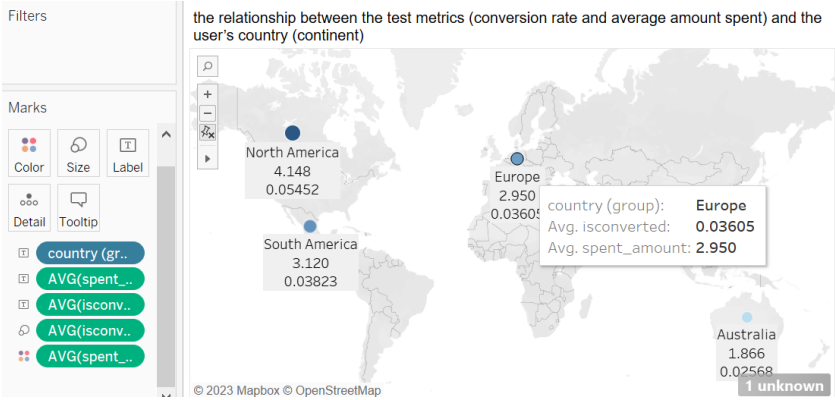 Filters
the relationship between the test metrics (conversion rate and average amount spent) and the
user's country (continent)
Marks
Color
Size
Label
Detail
Tooltip
country (gr..
AVG(spent_..
AVG(isconv..
AVG(isconv..
AVG(spent_..
North America
4.148
0.05452
South America
3.120
0.03823
Europe
2.950
0.03605
country (group): Europe
Avg. isconverted: 0.03605
Avg. spent_amount: 2.950
Australia
1.866
0.02568
1 unknown
© 2023 Mapbox © OpenStreetMap